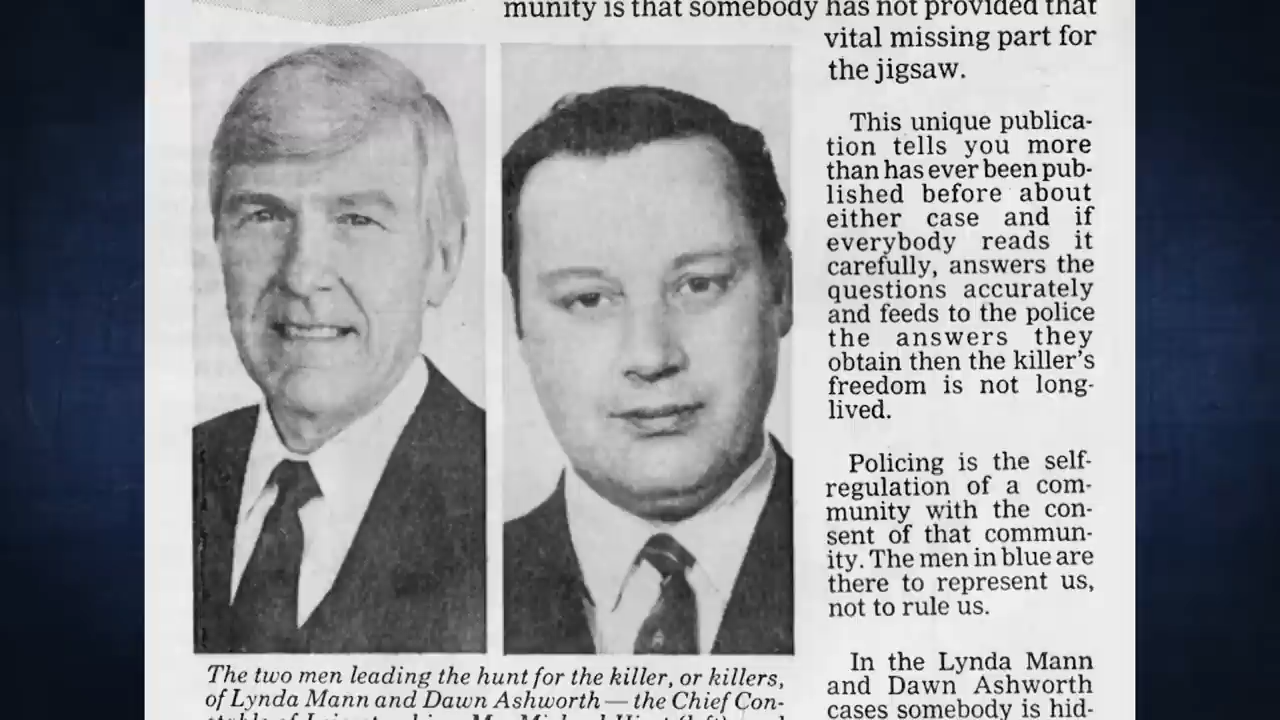 munity is that somebody has not provided that
vital missing part for
the jigsaw.
This unique publica-
tion tells you more
than has ever been pub-
lished before about
either case and if
everybody reads it
carefully, answers the
questions accurately
and feeds to the police
the answers they
obtain then the killer's
freedom is not long-
lived.
Policing is the self-
regulation of a com-
munity with the con-
sent of that commun-
ity. The men in blue are
there to represent us,
not to rule us.
In the Lynda Mann
and Dawn Ashworth
cases somebody is hid-
The two men leading the hunt for the killer, or killers,
of Lynda Mann and Dawn Ashworth — the Chief Con-